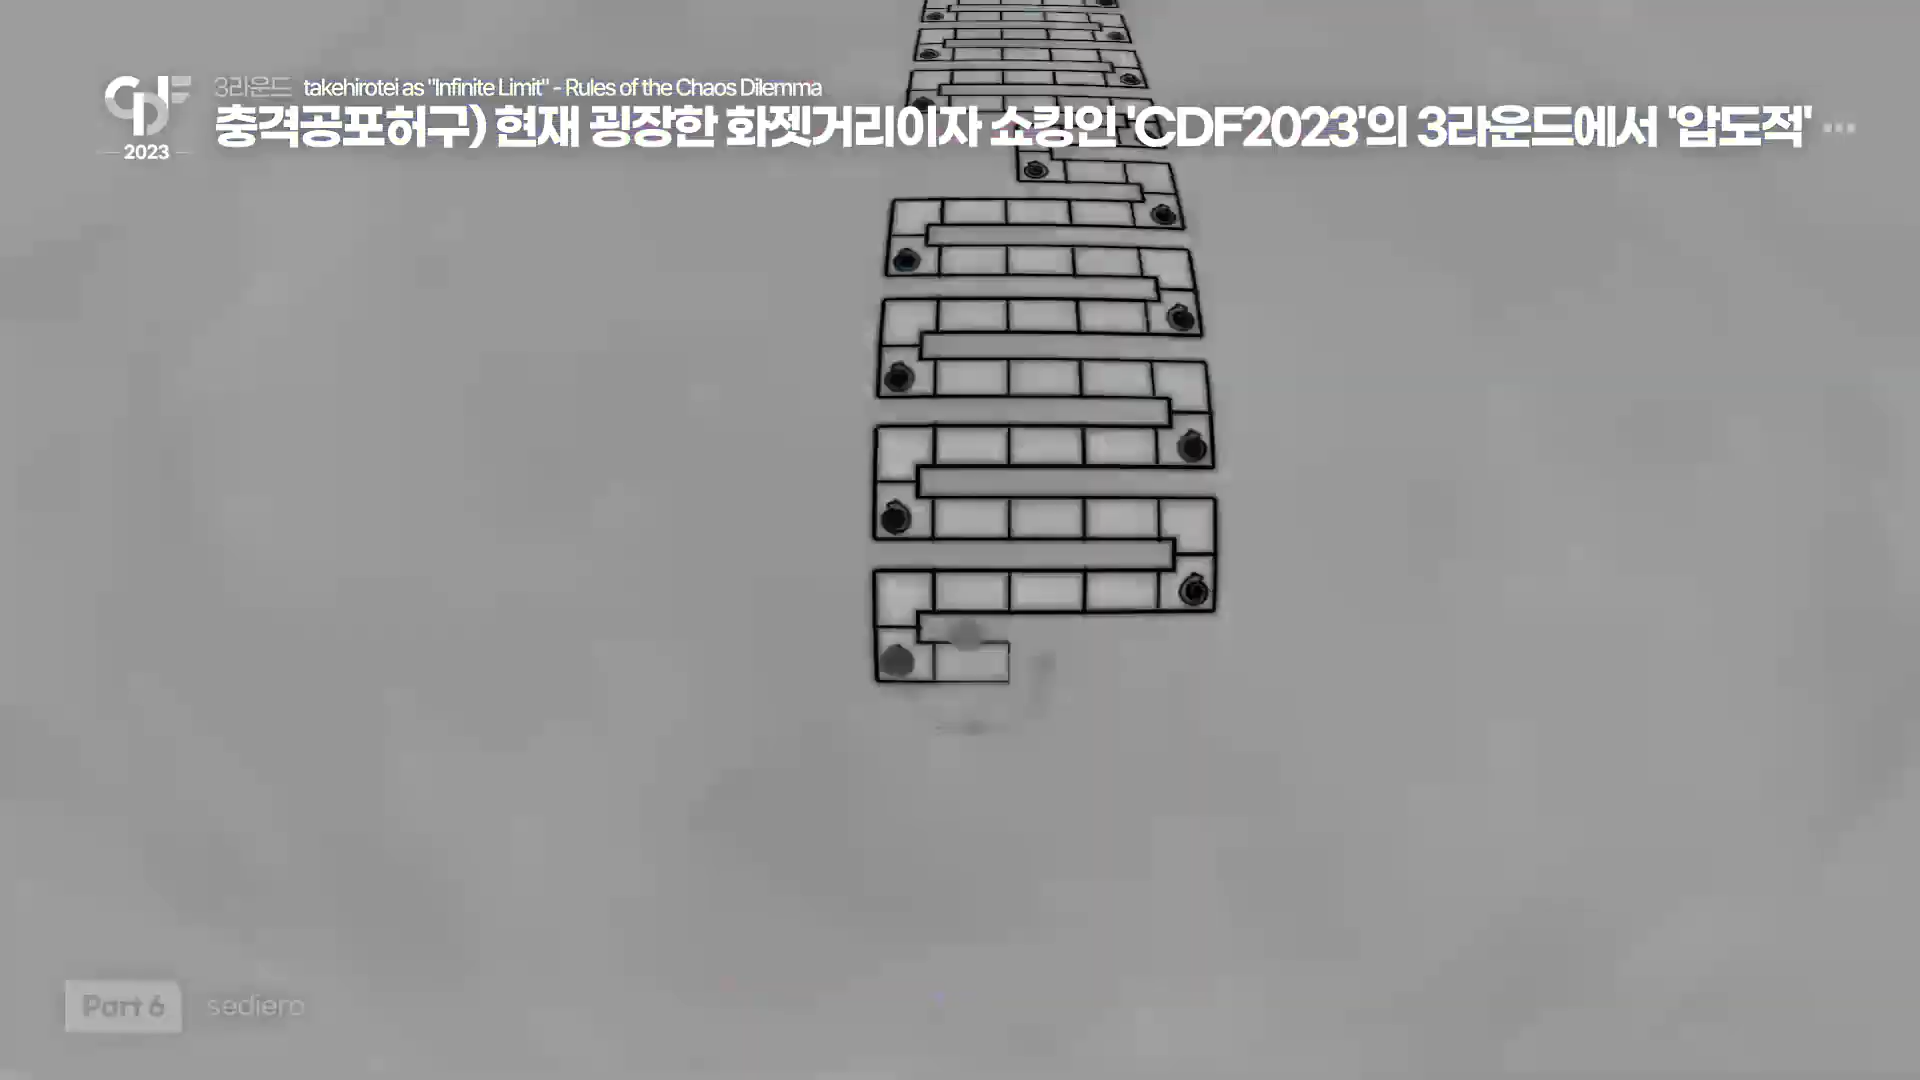 CDF
2023
3라운드 takehirotei as "Infinite Limit" - Rules of the Chaos Dilemma
충격공포허구) 현재 굉장한 화젯거리이자 쇼킹인 'CDF2023'의 3라운드에서 '압도적' ...
Part 6 sediero